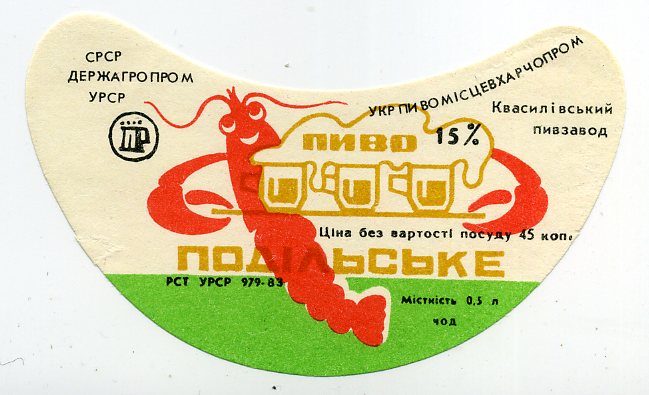 СРСР
ДЕРЖАГРОПРОМ
УРСР
ПР
УКРПИВОМІСЦЕВХАРЧОПРОМ
Квасилівський
пивзавод
ПИВО 15%
Ціна без вартості посуду 45 коп.
ПОДІЛЬСЬКЕ
РСТ УРСР 979-83
Місткість 0,5 л
чод